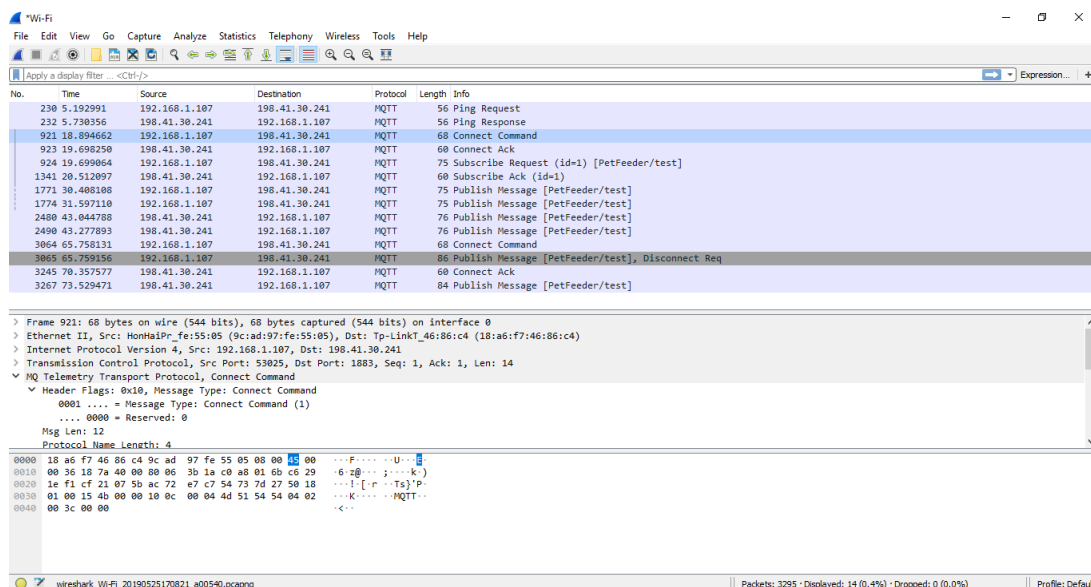 *Wi-Fi
File Edit View Go Capture Analyze Statistics Telephony Wireless Tools Help
Apply a display filter ... <Ctrl-/> Expression... +
No. Time Source Destination Protocol Length Info
230 5.192991 192.168.1.107 198.41.30.241 MQTT 56 Ping Request
232 5.730356 198.41.30.241 192.168.1.107 MQTT 56 Ping Response
921 18.894662 192.168.1.107 198.41.30.241 MQTT 68 Connect Command
923 19.698250 198.41.30.241 192.168.1.107 MQTT 60 Connect Ack
924 19.699064 192.168.1.107 198.41.30.241 MQTT 75 Subscribe Request (id=1) [PetFeeder/test]
1341 20.512097 198.41.30.241 192.168.1.107 MQTT 60 Subscribe Ack (id=1)
1771 30.408108 192.168.1.107 198.41.30.241 MQTT 75 Publish Message [PetFeeder/test]
1774 31.597110 198.41.30.241 192.168.1.107 MQTT 75 Publish Message [PetFeeder/test]
2480 43.044788 192.168.1.107 198.41.30.241 MQTT 76 Publish Message [PetFeeder/test]
2490 43.277893 198.41.30.241 192.168.1.107 MQTT 76 Publish Message [PetFeeder/test]
3064 65.758131 192.168.1.107 198.41.30.241 MQTT 68 Connect Command
3065 65.759156 192.168.1.107 198.41.30.241 MQTT 86 Publish Message [PetFeeder/test], Disconnect Req
3245 70.357577 198.41.30.241 192.168.1.107 MQTT 60 Connect Ack
3267 73.529471 198.41.30.241 192.168.1.107 MQTT 84 Publish Message [PetFeeder/test]
> Frame 921: 68 bytes on wire (544 bits), 68 bytes captured (544 bits) on interface 0
> Ethernet II, Src: HonHaiPr_fe:55:05 (9c:ad:97:fe:55:05), Dst: Tp-LinkT_46:86:c4 (18:a6:f7:46:86:c4)
> Internet Protocol Version 4, Src: 192.168.1.107, Dst: 198.41.30.241
> Transmission Control Protocol, Src Port: 53025, Dst Port: 1883, Seq: 1, Ack: 1, Len: 14
MQ Telemetry Transport Protocol, Connect Command
Header Flags: 0x10, Message Type: Connect Command
0001 .... = Message Type: Connect Command (1)
.... 0000 = Reserved: 0
Msg Len: 12
Protocol Name Length: 4
0000 18 a6 f7 46 86 c4 9c ad 97 fe 55 05 08 00 45 00 ···F···· ··U···E·
0010 00 36 18 7a 40 00 80 06 3b 1a c0 a8 01 6b c6 29 ·6·z@··· ;····k·)
0020 1e f1 cf 21 07 5b ac 72 e7 c7 54 73 7d 27 50 18 ···!·[·r ··Ts}'P·
0030 01 00 15 4b 00 00 10 0c 00 04 4d 51 54 54 04 02 ···K···· ··MQTT··
0040 00 3c 00 00 ·<··
wireshark_Wi-Fi_20190525170821_a00540.pcapng Packets: 3295 · Displayed: 14 (0.4%) · Dropped: 0 (0.0%) Profile: Defau